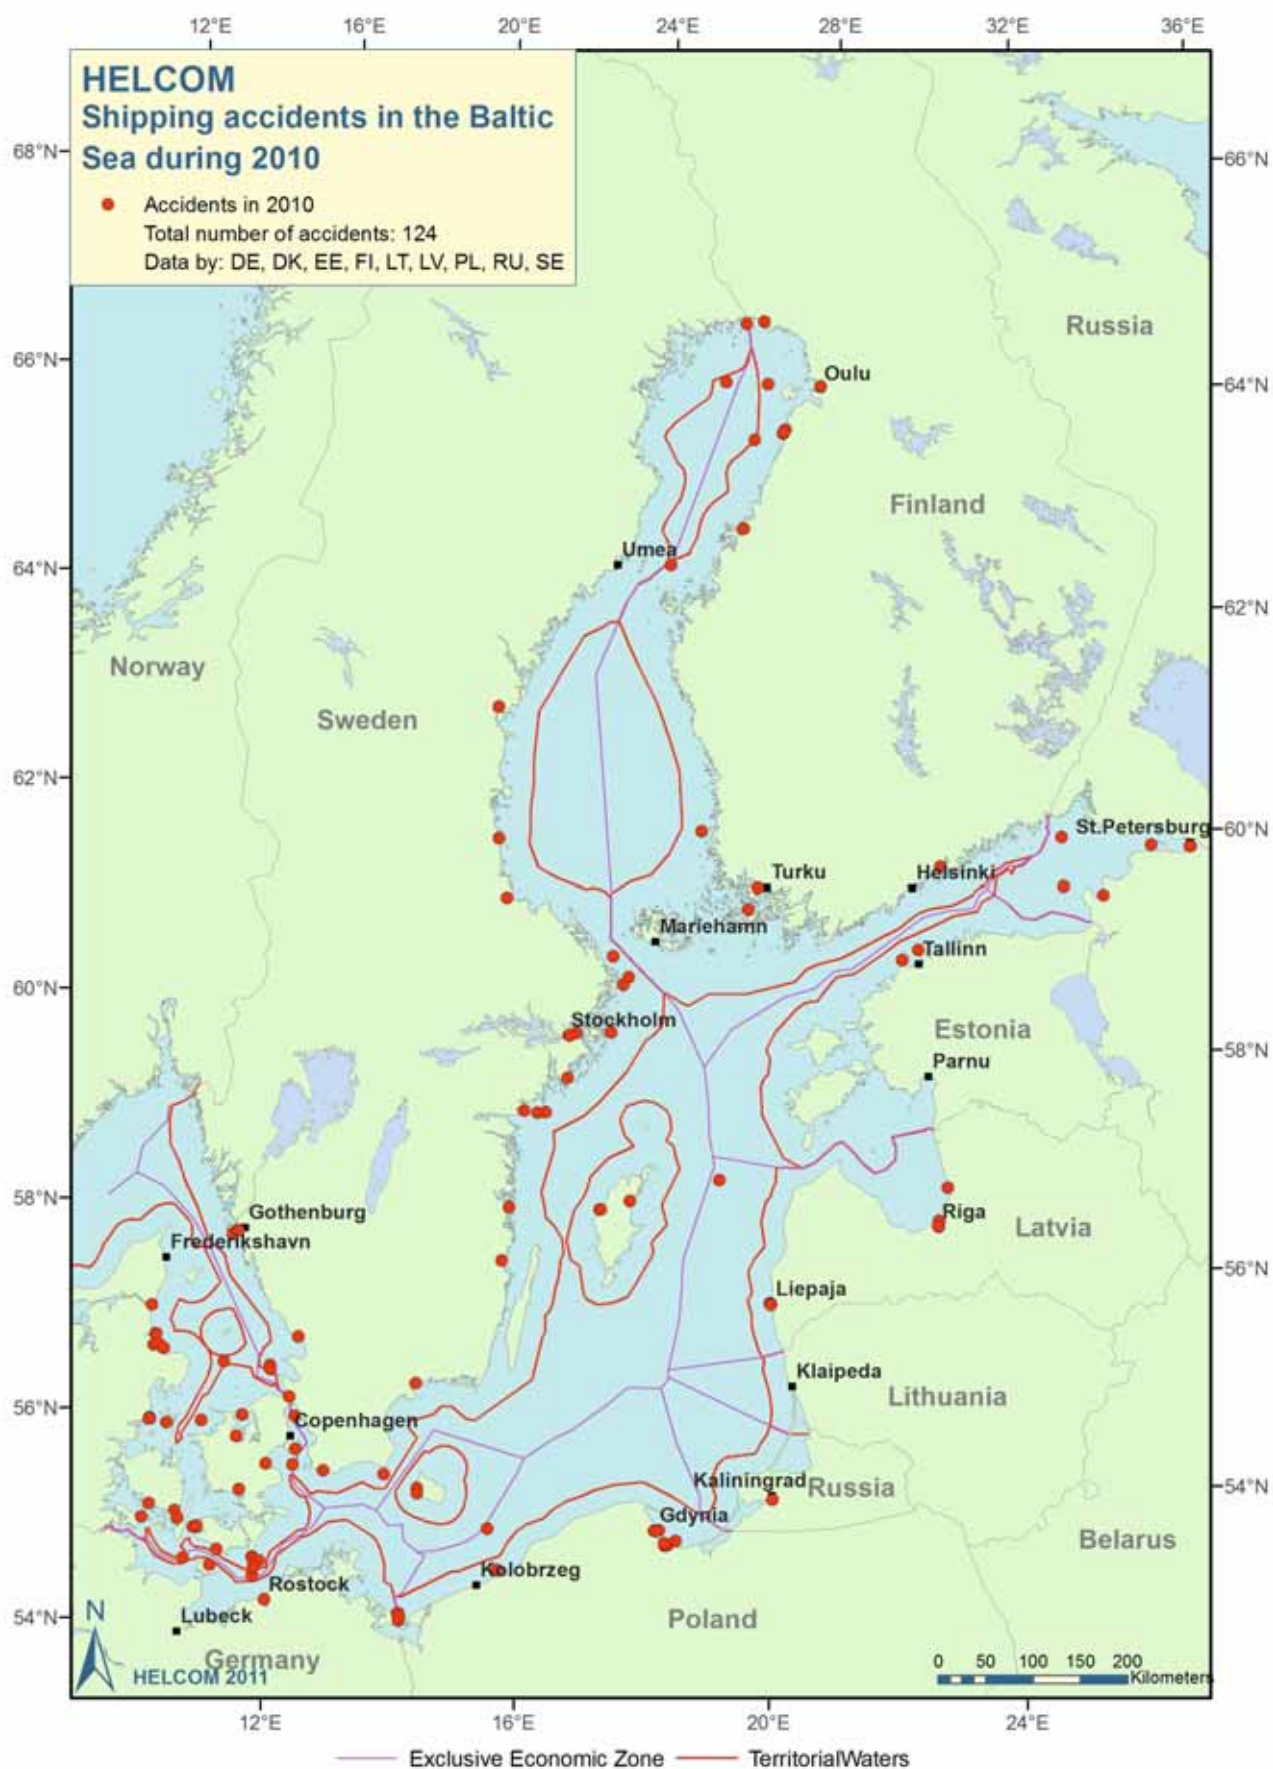 12°E 16°E 20°E 24°E 28°E 32°E 36°E
HELCOM
Shipping accidents in the Baltic
Sea during 2010
Accidents in 2010
Total number of accidents: 124
Data by: DE, DK, EE, FI, LT, LV, PL, RU, SE
68°N
66°N
Russia
66°N
Oulu
64°N
Finland
Umea
64°N
62°N
Norway
Sweden
62°N
St.Petersburg
60°N
Turku
Helsinki
Mariehamn
Tallinn
60°N
Stockholm
Estonia
58°N
Parnu
58°N
Gothenburg
Riga
Latvia
Frederikshavn
56°N
Liepaja
Klaipeda
Lithuania
56°N
Copenhagen
Kaliningrad
Russia
54°N
Gdynia
Belarus
Kolobrzeg
Rostock
N
54°N
Lubeck
Poland
Germany
HELCOM 2011
0 50 100 150 200
Kilometers
12°E 16°E 20°E 24°E
Exclusive Economic Zone
TerritorialWaters